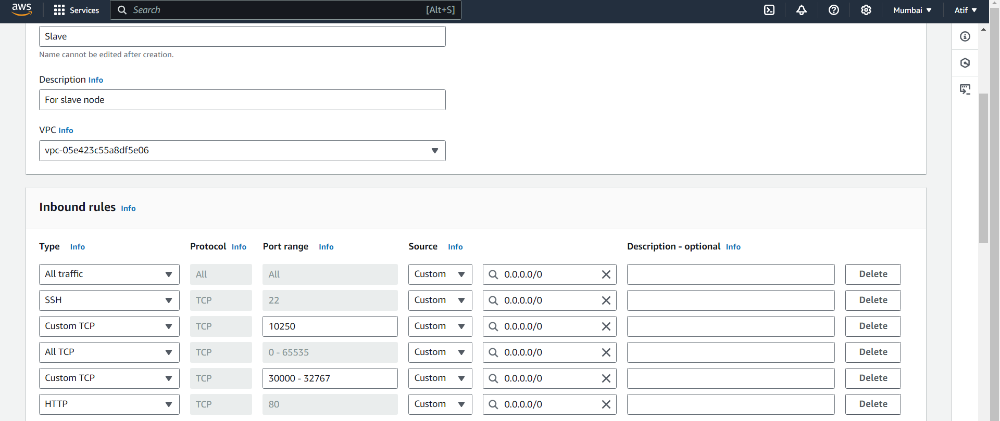 aws Services Search [Alt+S] Mumbai Atif
Slave
Name cannot be edited after creation.
Description Info
For slave node
VPC Info
vpc-05e423c55a8df5e06
Inbound rules Info
Type Info Protocol Info Port range Info Source Info Description - optional Info
All traffic All All Custom 0.0.0.0/0 Delete
SSH TCP 22 Custom 0.0.0.0/0 Delete
Custom TCP TCP 10250 Custom 0.0.0.0/0 Delete
All TCP TCP 0 - 65535 Custom 0.0.0.0/0 Delete
Custom TCP TCP 30000 - 32767 Custom 0.0.0.0/0 Delete
HTTP TCP 80 Custom 0.0.0.0/0 Delete